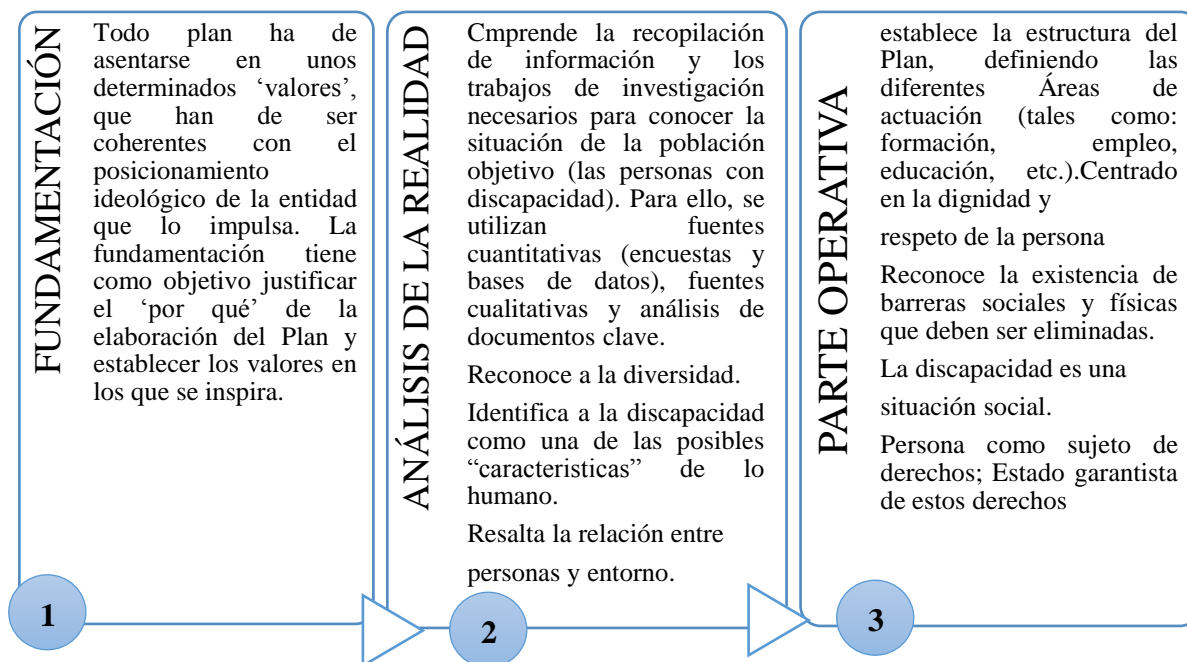 FUNDAMENTACIÓN
Todo plan ha de
asentarse en unos
determinados ‘valores’,
que han de ser
coherentes con el
posicionamiento
ideológico de la entidad
que lo impulsa. La
fundamentación tiene
como objetivo justificar
el ‘por qué’ de la
elaboración del Plan y
establecer los valores en
los que se inspira.
1
ANÁLISIS DE LA REALIDAD
Cmprende la recopilación
de información y los
trabajos de investigación
necesarios para conocer la
situación de la población
objetivo (las personas con
discapacidad). Para ello, se
utilizan fuentes
cuantitativas (encuestas y
bases de datos), fuentes
cualitativas y análisis de
documentos clave.
Reconoce a la diversidad.
Identifica a la discapacidad
como una de las posibles
“caracteristicas” de lo
humano.
Resalta la relación entre
personas y entorno.
2
PARTE OPERATIVA
establece la estructura del
Plan, definiendo las
diferentes Áreas de
actuación (tales como:
formación, empleo,
educación, etc.).Centrado
en la dignidad y
respeto de la persona
Reconoce la existencia de
barreras sociales y físicas
que deben ser eliminadas.
La discapacidad es una
situación social.
Persona como sujeto de
derechos; Estado garantista
de estos derechos
3